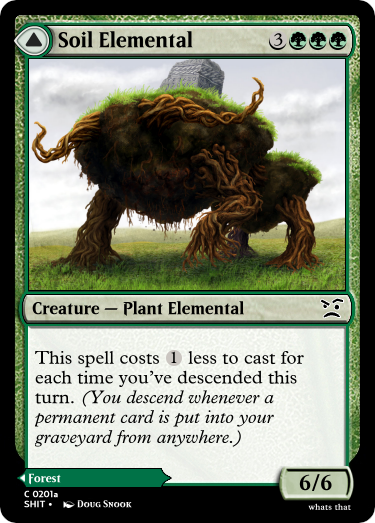 Soil Elemental 3
Creature — Plant Elemental
This spell costs 1 less to cast for
each time you've descended this
turn. (You descend whenever a
permanent card is put into your
graveyard from anywhere.)
Forest
6/6
C 0201a
SHIT • Doug Snook
whats that